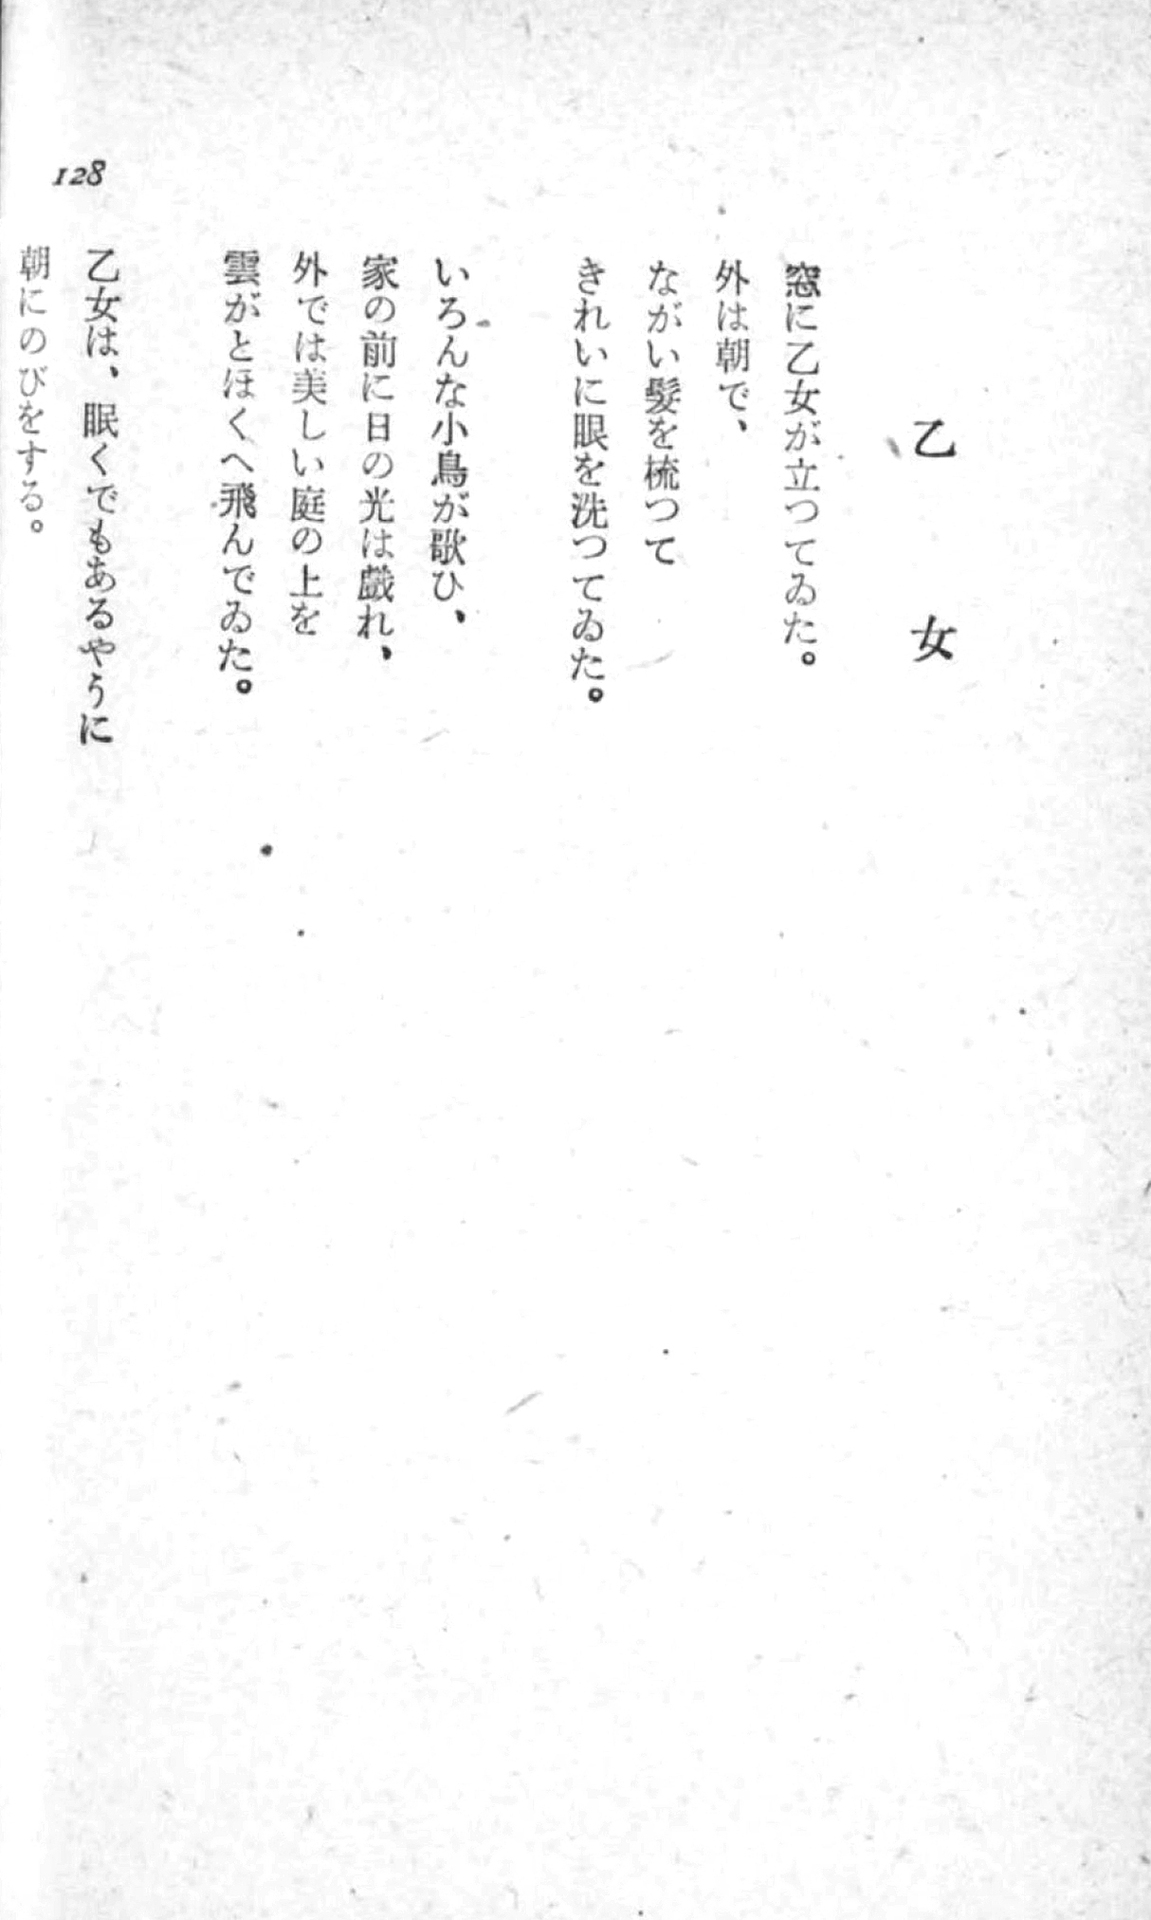 乙女
窓に乙女が立つてゐた。
外は朝で、
ながい髪を梳つて
きれいに眼を洗つてゐた。
いろんな小鳥が歌ひ、
家の前に日の光は戯れ、
外では美しい庭の上を
雲がとほくへ飛んでゐた。
乙女は、眠くでもあるやうに
朝にのびをする。
128